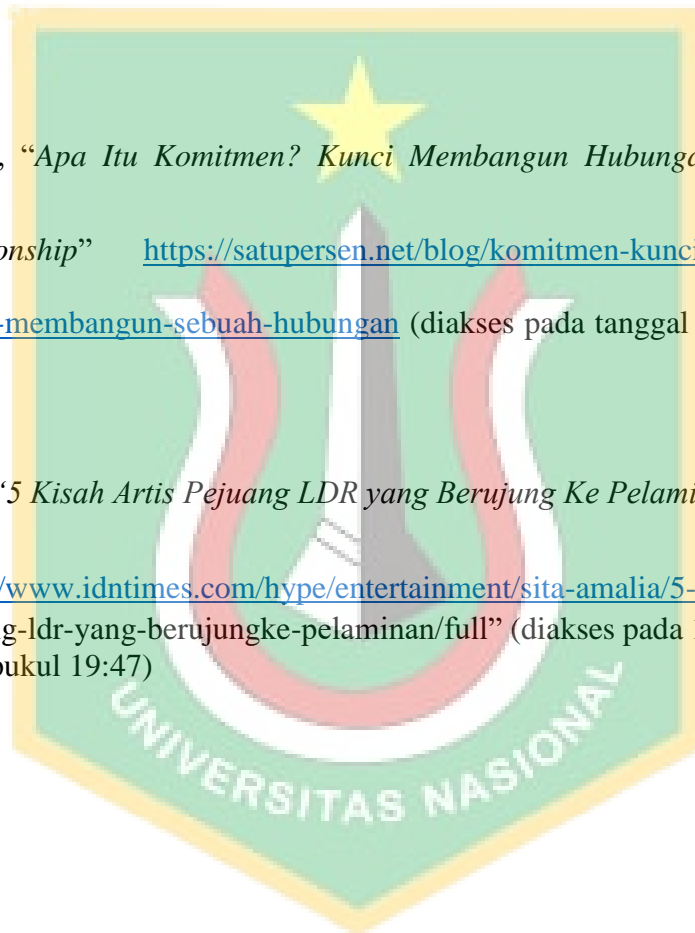 , “Apa Itu Komitmen? Kunci Membangun Hubunga
onship” https://satupersen.net/blog/komitmen-kunci
-membangun-sebuah-hubungan (diakses pada tanggal
“5 Kisah Artis Pejuang LDR yang Berujung Ke Pelami
/www.idntimes.com/hype/entertainment/sita-amalia/5-
ng-ldr-yang-berujungke-pelaminan/full” (diakses pada
pukul 19:47)
UNIVERSITAS NASIONAL